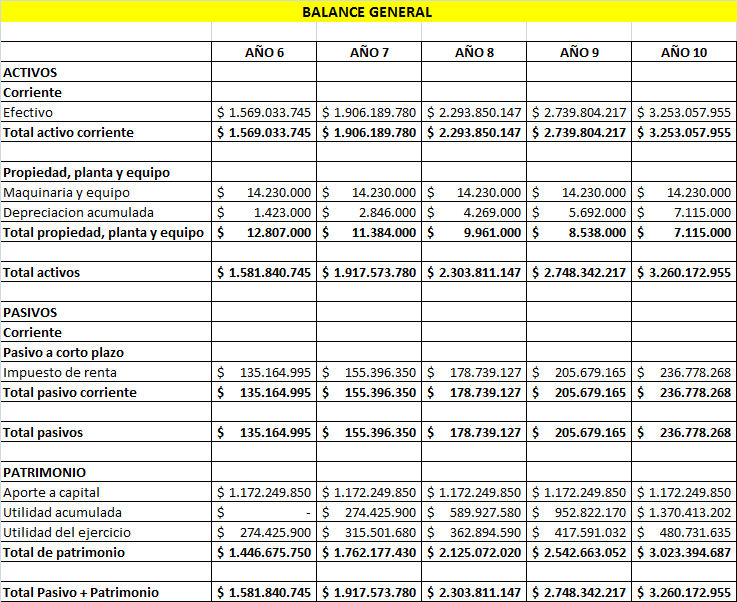 BALANCE GENERAL
AÑO 6 AÑO 7 AÑO 8 AÑO 9 AÑO 10
ACTIVOS
Corriente
Efectivo $ 1.569.033.745 $ 1.906.189.780 $ 2.293.850.147 $ 2.739.804.217 $ 3.253.057.955
Total activo corriente $ 1.569.033.745 $ 1.906.189.780 $ 2.293.850.147 $ 2.739.804.217 $ 3.253.057.955
Propiedad, planta y equipo
Maquinaria y equipo $ 14.230.000 $ 14.230.000 $ 14.230.000 $ 14.230.000 $ 14.230.000
Depreciacion acumulada $ 1.423.000 $ 2.846.000 $ 4.269.000 $ 5.692.000 $ 7.115.000
Total propiedad, planta y equipo $ 12.807.000 $ 11.384.000 $ 9.961.000 $ 8.538.000 $ 7.115.000
Total activos $ 1.581.840.745 $ 1.917.573.780 $ 2.303.811.147 $ 2.748.342.217 $ 3.260.172.955
PASIVOS
Corriente
Pasivo a corto plazo
Impuesto de renta $ 135.164.995 $ 155.396.350 $ 178.739.127 $ 205.679.165 $ 236.778.268
Total pasivo corriente $ 135.164.995 $ 155.396.350 $ 178.739.127 $ 205.679.165 $ 236.778.268
Total pasivos $ 135.164.995 $ 155.396.350 $ 178.739.127 $ 205.679.165 $ 236.778.268
PATRIMONIO
Aporte a capital $ 1.172.249.850 $ 1.172.249.850 $ 1.172.249.850 $ 1.172.249.850 $ 1.172.249.850
Utilidad acumulada $ - $ 274.425.900 $ 589.927.580 $ 952.822.170 $ 1.370.413.202
Utilidad del ejercicio $ 274.425.900 $ 315.501.680 $ 362.894.590 $ 417.591.032 $ 480.731.635
Total de patrimonio $ 1.446.675.750 $ 1.762.177.430 $ 2.125.072.020 $ 2.542.663.052 $ 3.023.394.687
Total Pasivo + Patrimonio $ 1.581.840.745 $ 1.917.573.780 $ 2.303.811.147 $ 2.748.342.217 $ 3.260.172.955